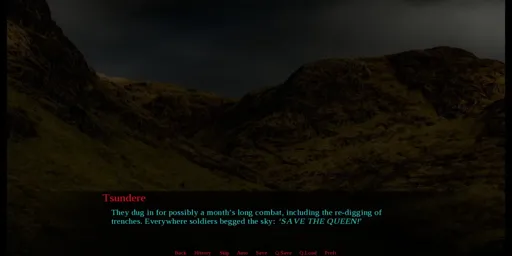 Tsundere
They dug in for possibly a month's long combat, including the re-digging of
trenches. Everywhere soldiers begged the sky: 'SAVE THE QUEEN!'
Back History Skip Auto Save Q.Save Q.Load Prefs